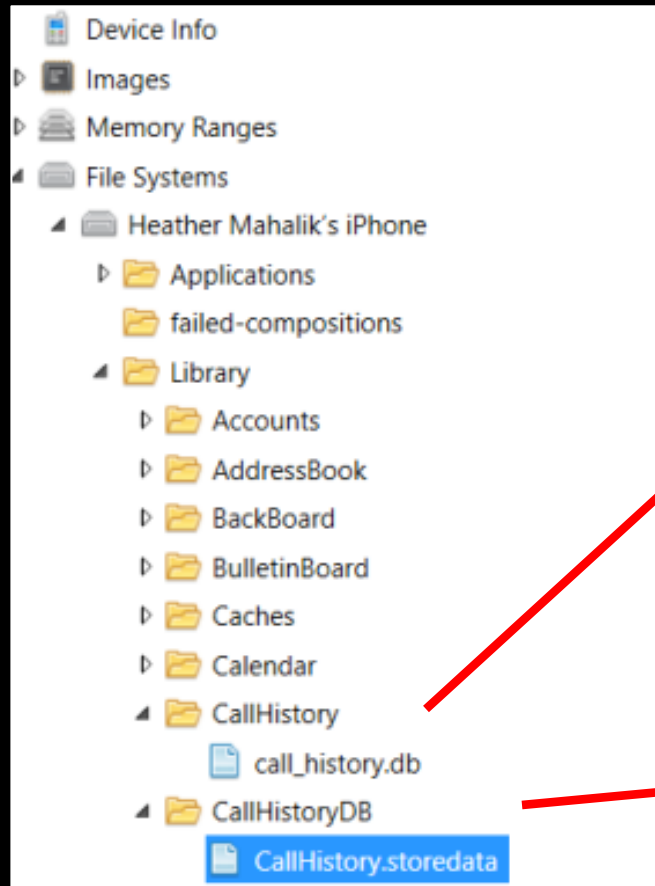 Device Info
Images
Memory Ranges
File Systems
Heather Mahalik's iPhone
Applications
failed-compositions
Library
Accounts
AddressBook
BackBoard
BulletinBoard
Caches
Calendar
CallHistory
call_history.db
CallHistoryDB
CallHistory.storedata